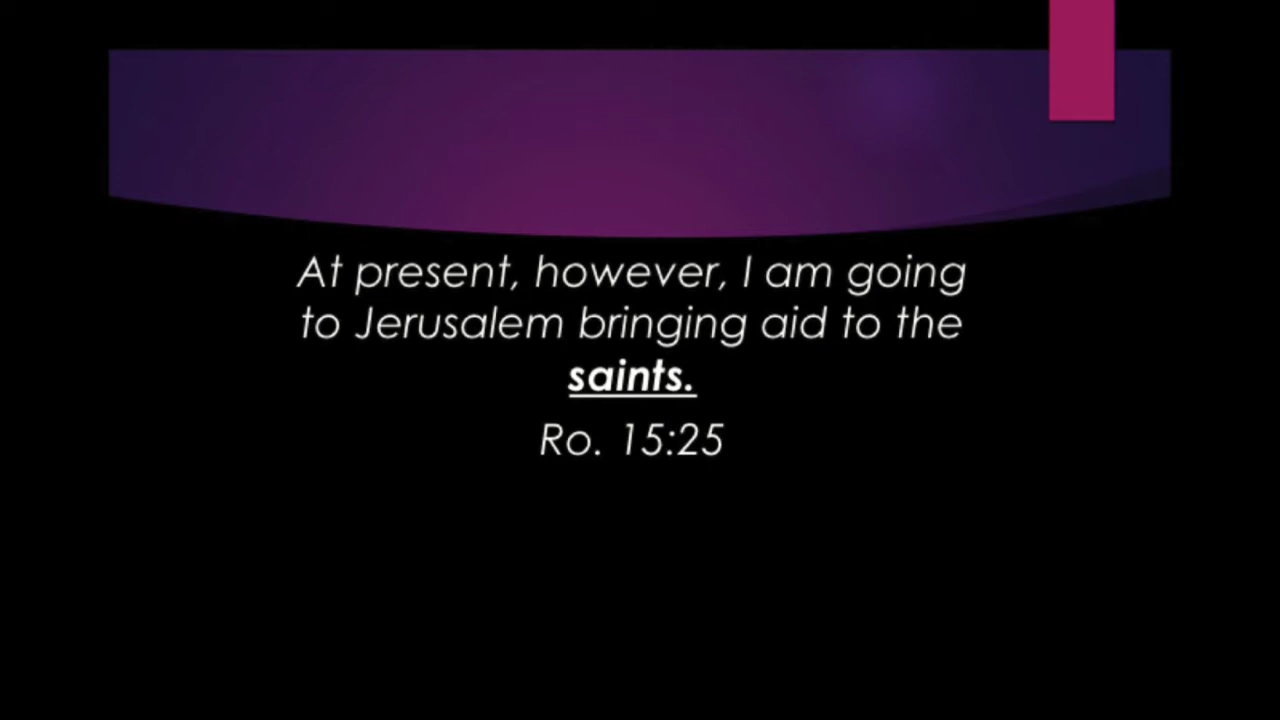 At present, however, I am going
to Jerusalem bringing aid to the
saints.
Ro. 15:25